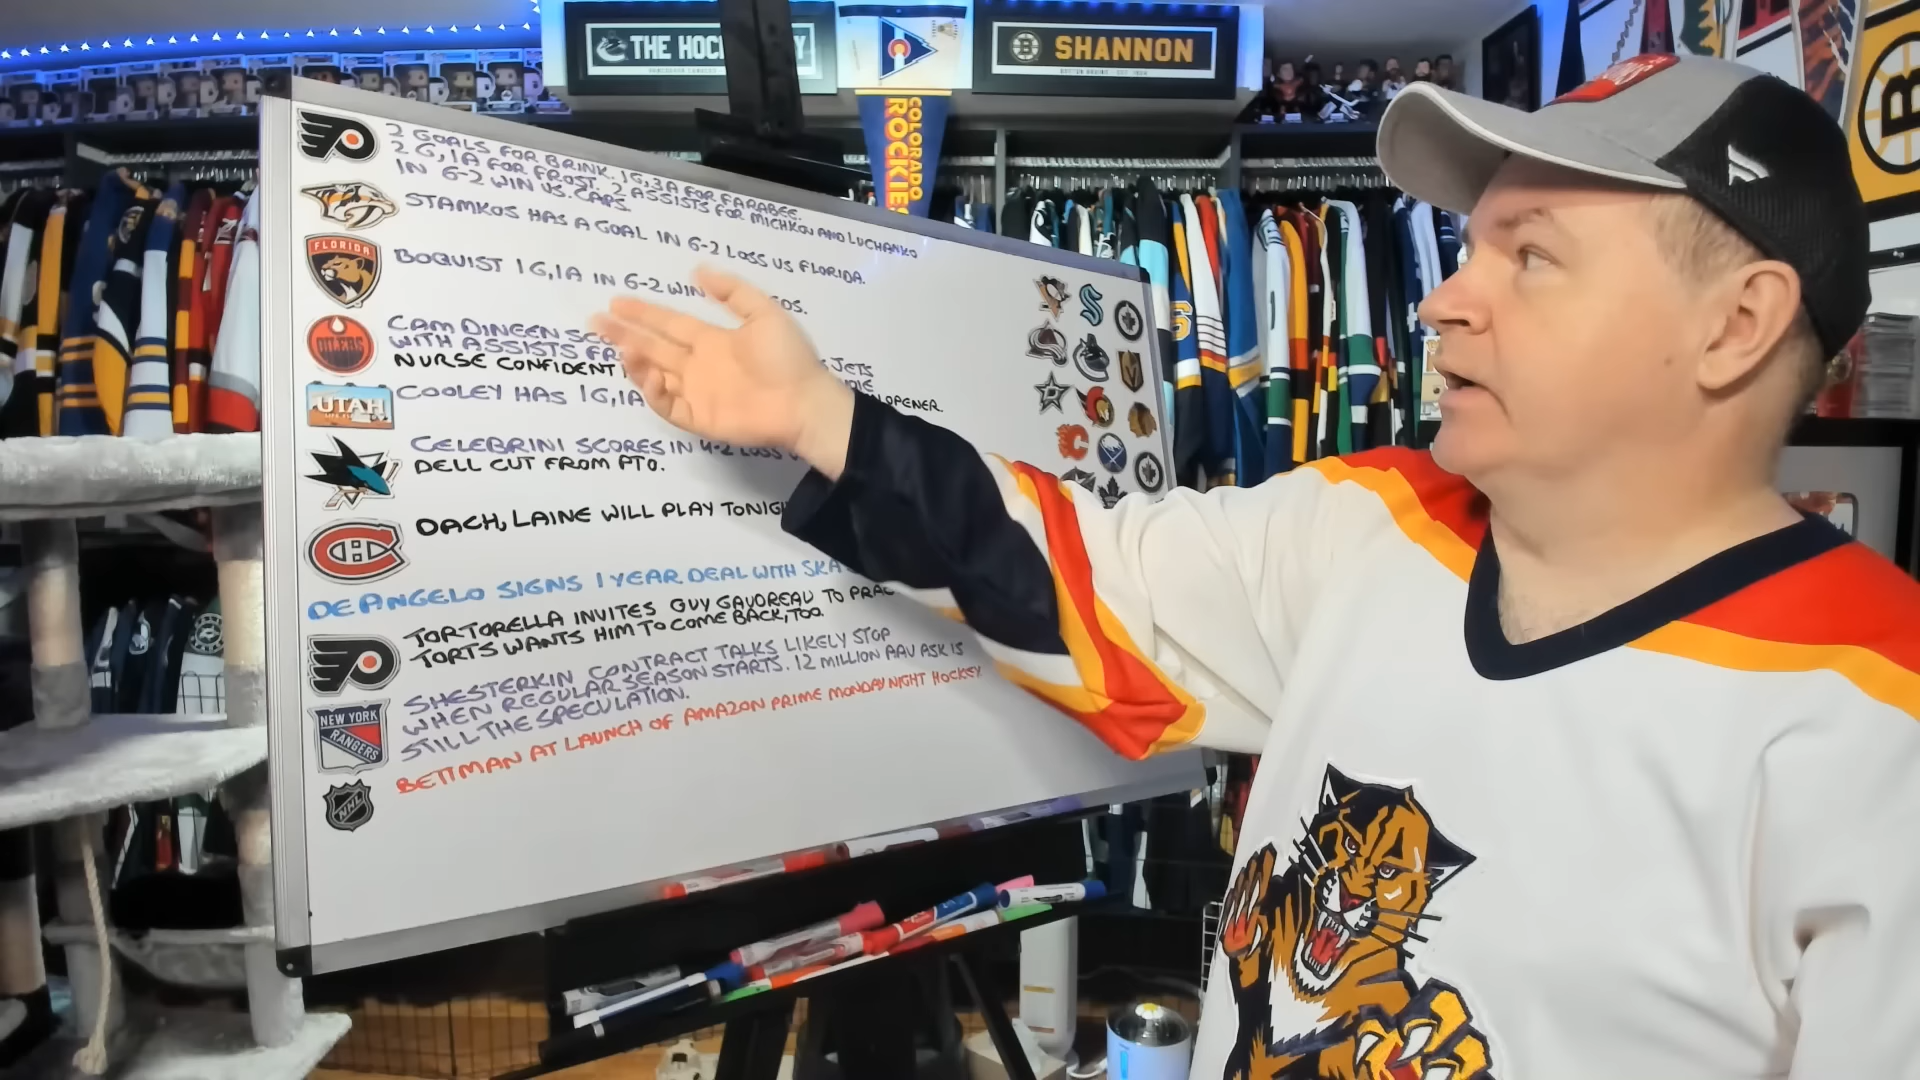 THE HOC
SHANNON
COLORADO
ROCKIES
2 GOALS FOR BRINK. 1G,3A FOR FARABEE.
2G,1A FOR FROST. 2 ASSISTS FOR MICHKOV AND LUCHANKO
IN 6-2 WIN VS. CAPS.
STAMKOS HAS A GOAL IN 6-2 LOSS VS FLORIDA.
FLORIDA
BOQUIST 1G,1A IN 6-2 WIN
OILERS
CAM DINEEN SCO
JETS
WITH ASSISTS FR
NURSE CONFIDENT
OPENER.
UTAH
COOLEY HAS 1G,1A
CELEBRINI SCORES IN 4-2 LOSS
DELL CUT FROM PTO.
DACH, LAINE WILL PLAY TONIG
DEANGELO SIGNS 1 YEAR DEAL WITH SKA
TORTORELLA INVITES GUY GAUDREAU TO PRAC
TORTS WANTS HIM TO COME BACK, TOO.
SHESTERKIN CONTRACT TALKS LIKELY STOP
WHEN REGULAR SEASON STARTS. 12 MILLION AAV ASK IS
STILL THE SPECULATION.
NEW YORK
RANGERS
BETTMAN AT LAUNCH OF AMAZON PRIME MONDAY NIGHT HOCKEY
NHL